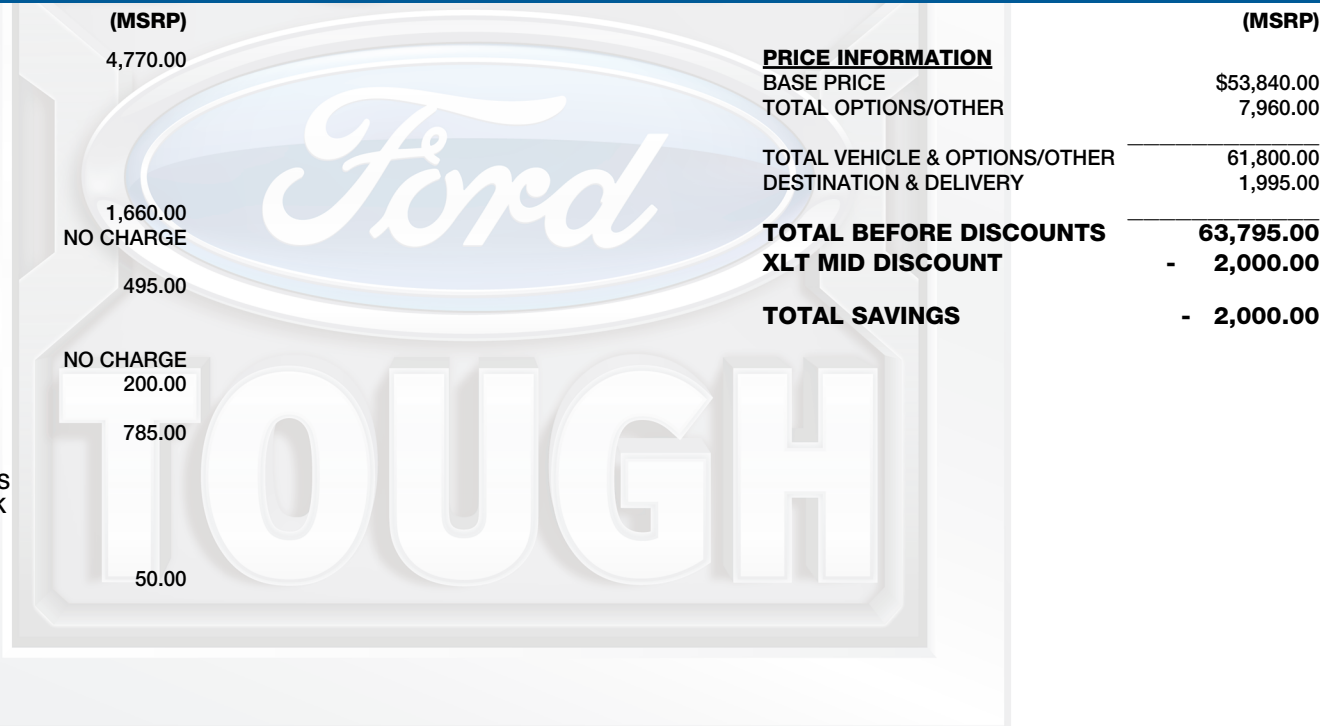 (MSRP)
4,770.00
1,660.00
NO CHARGE
495.00
NO CHARGE
200.00
785.00
S
K
50.00
(MSRP)
PRICE INFORMATION
BASE PRICE $53,840.00
TOTAL OPTIONS/OTHER 7,960.00
TOTAL VEHICLE & OPTIONS/OTHER 61,800.00
DESTINATION & DELIVERY 1,995.00
TOTAL BEFORE DISCOUNTS 63,795.00
XLT MID DISCOUNT - 2,000.00
TOTAL SAVINGS - 2,000.00
Ford
TOUGH